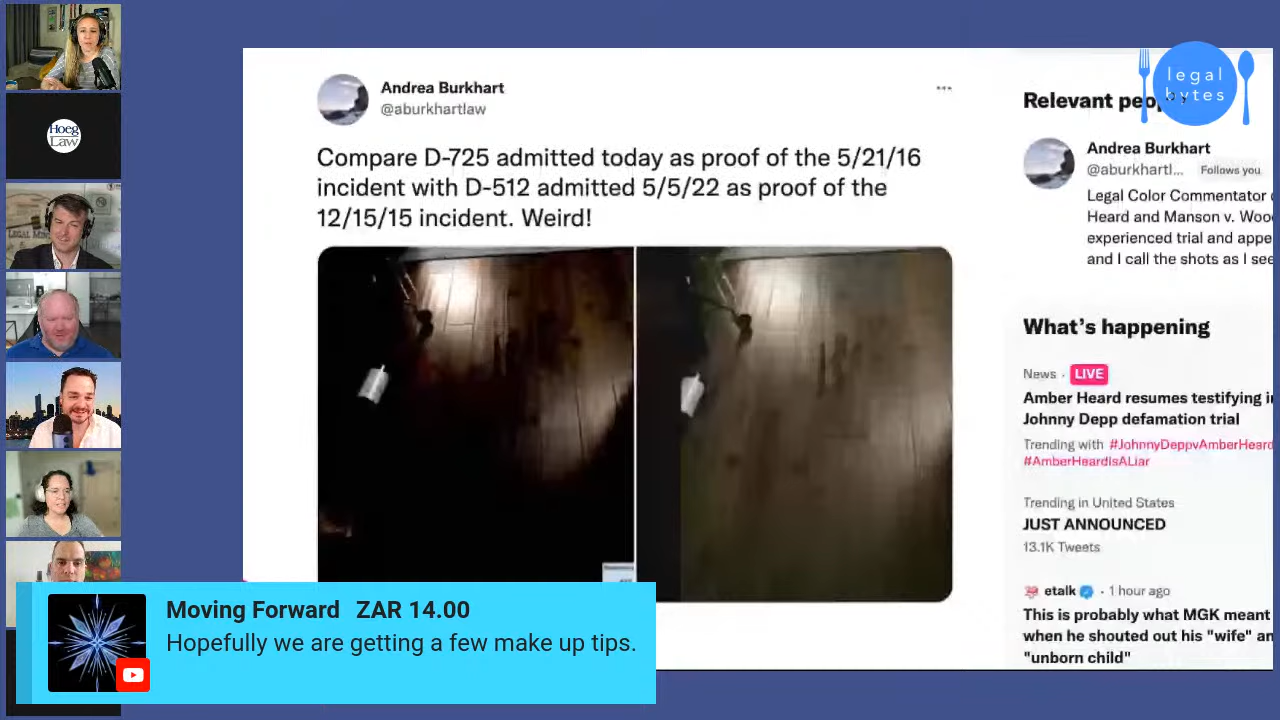 Hoeg
Law
Andrea Burkhart
@aburkhartlaw
Compare D-725 admitted today as proof of the 5/21/16
incident with D-512 admitted 5/5/22 as proof of the
12/15/15 incident. Weird!
legal
bytes
Relevant
Andrea Burkhart
@aburkhartl... Follows you
Legal Color Commentator
Heard and Manson v.
experienced trial and
and I call the shots as I
What's happening
News · LIVE
Amber Heard resumes testifying
Johnny Depp defamation trial
Trending with #JohnnyDeppvAmberHeard
#AmberHeardIsALiar
Trending in United States
JUST ANNOUNCED
13.1K Tweets
etalk · 1 hour ago
This is probably what MGK meant
when he shouted out his "wife"
"unborn child"
Moving Forward ZAR 14.00
Hopefully we are getting a few make up tips.